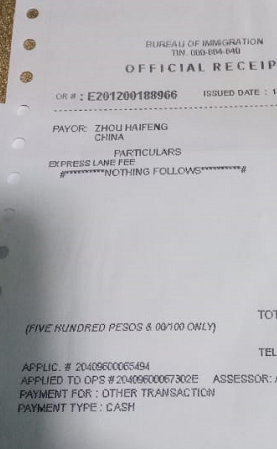 BUREAU OF IMMIGRATION
TIN. 000-864-840
OFFICIAL RECEIP
OR # : E201200188966 ISSUED DATE : 1
PAYOR: ZHOU HAIFENG
CHINA
PARTICULARS
EXPRESS LANE FEE
#**********NOTHING FOLLOWS**********#
TOT
(FIVE HUNDRED PESOS & 00/100 ONLY)
TEL
APPLIC. # 20409600065494
APPLIED TO OPS # 20409600067302E ASSESSOR: A
PAYMENT FOR : OTHER TRANSACTION
PAYMENT TYPE : CASH